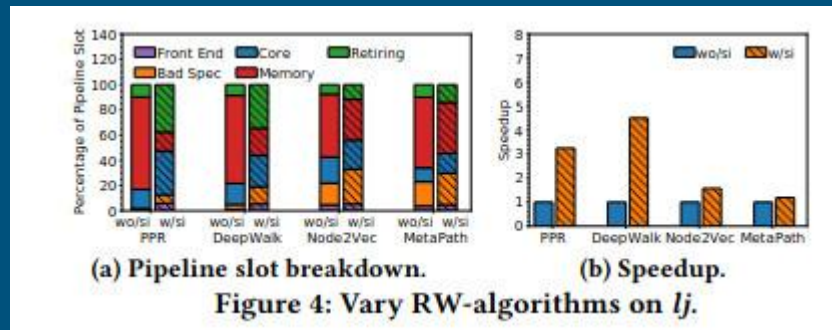 140
120
100
80
60
40
20
0
Percentage of Pipeline Slot
Front End Core Retiring
Bad Spec Memory
wo/si w/si wo/si w/si wo/si w/si wo/si w/si
PPR DeepWalk Node2Vec MetaPath
(a) Pipeline slot breakdown.
8
7
6
5
4
3
2
1
0
Speedup
wo/si w/si
PPR DeepWalk Node2Vec MetaPath
(b) Speedup.
Figure 4: Vary RW-algorithms on lj.